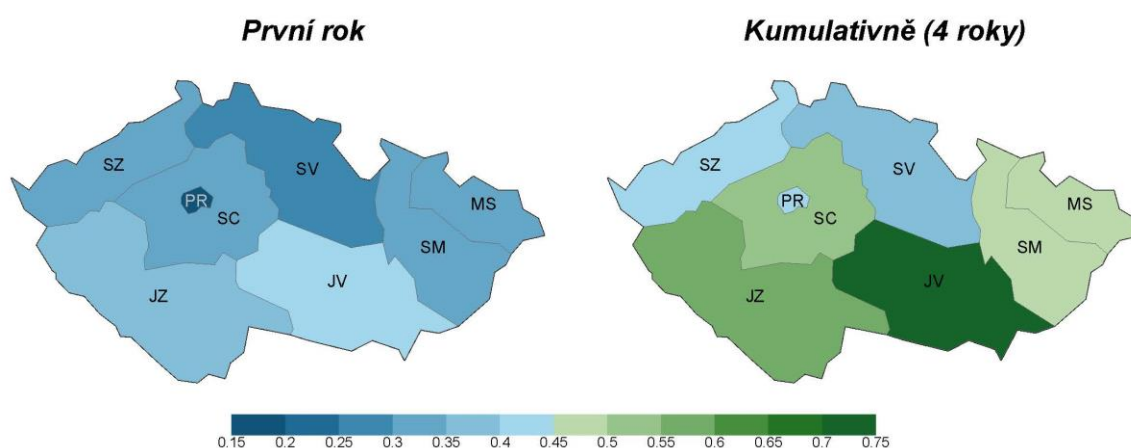 První rok
Kumulativně (4 roky)
SZ
SV
PR
SC
MS
SM
JZ
JV
SZ
SV
PR
SC
MS
SM
JZ
JV
0.15 0.2 0.25 0.3 0.35 0.4 0.45 0.5 0.55 0.6 0.65 0.7 0.75